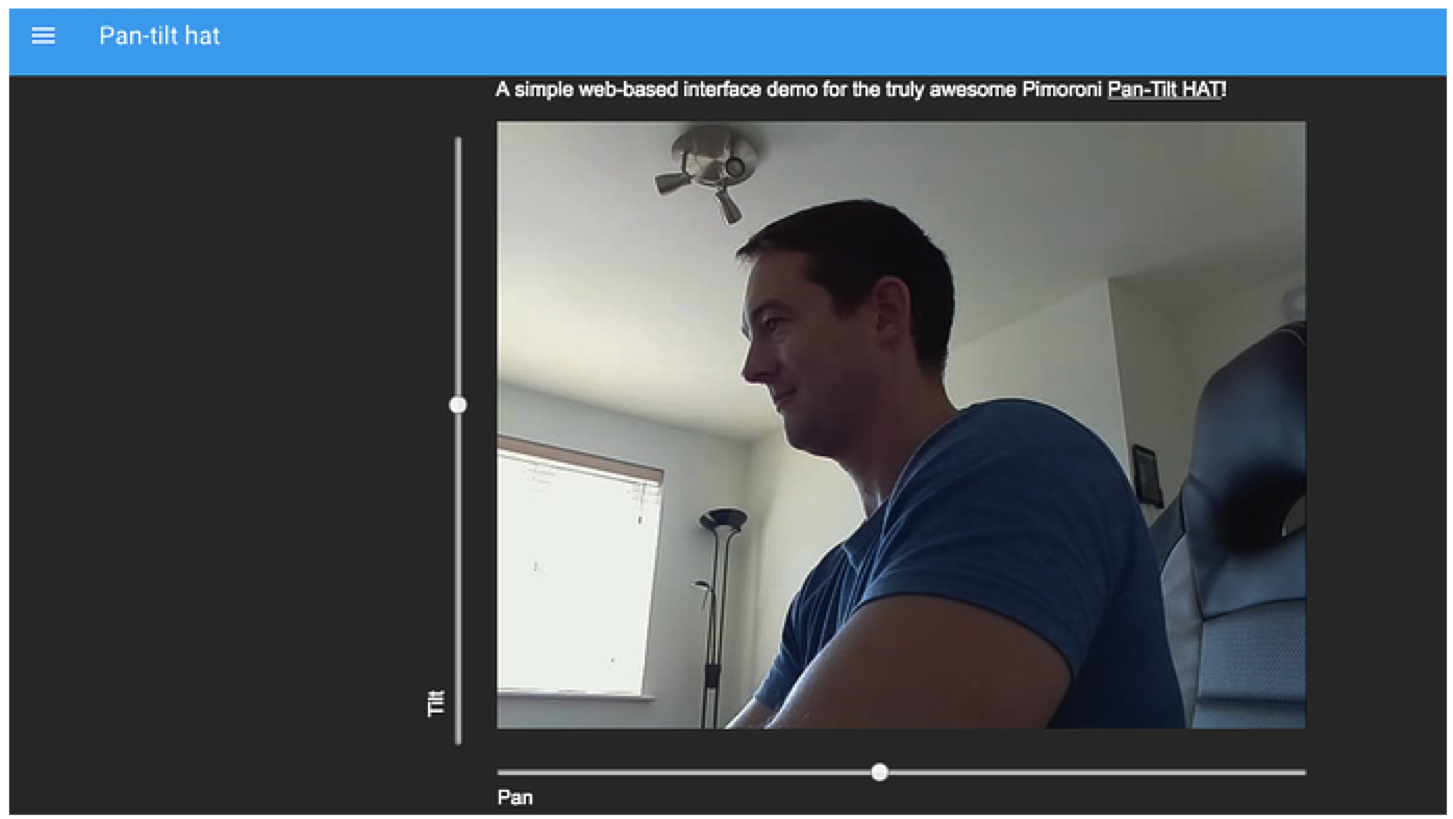 Pan-tilt hat
A simple web-based interface demo for the truly awesome Pimoroni Pan-Tilt HAT!
Tilt
Pan